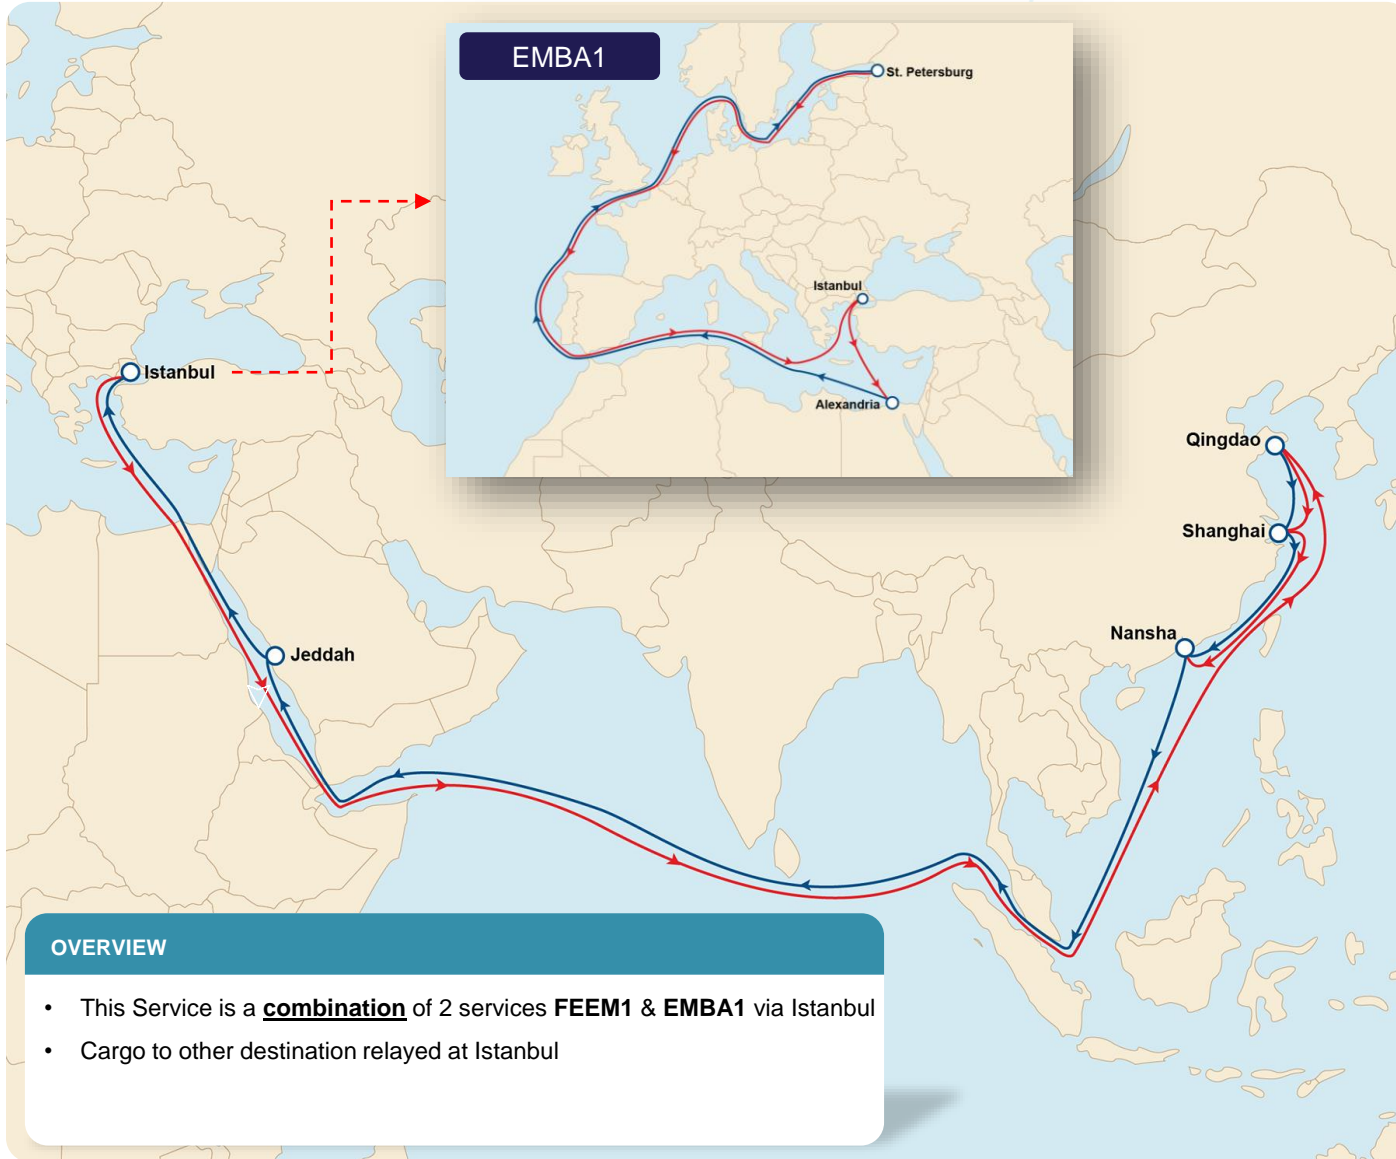 EMBA1
St. Petersburg
Istanbul
Alexandria
Istanbul
Qingdao
Shanghai
Nansha
Jeddah
OVERVIEW
• This Service is a combination of 2 services FEEM1 & EMBA1 via Istanbul
• Cargo to other destination relayed at Istanbul